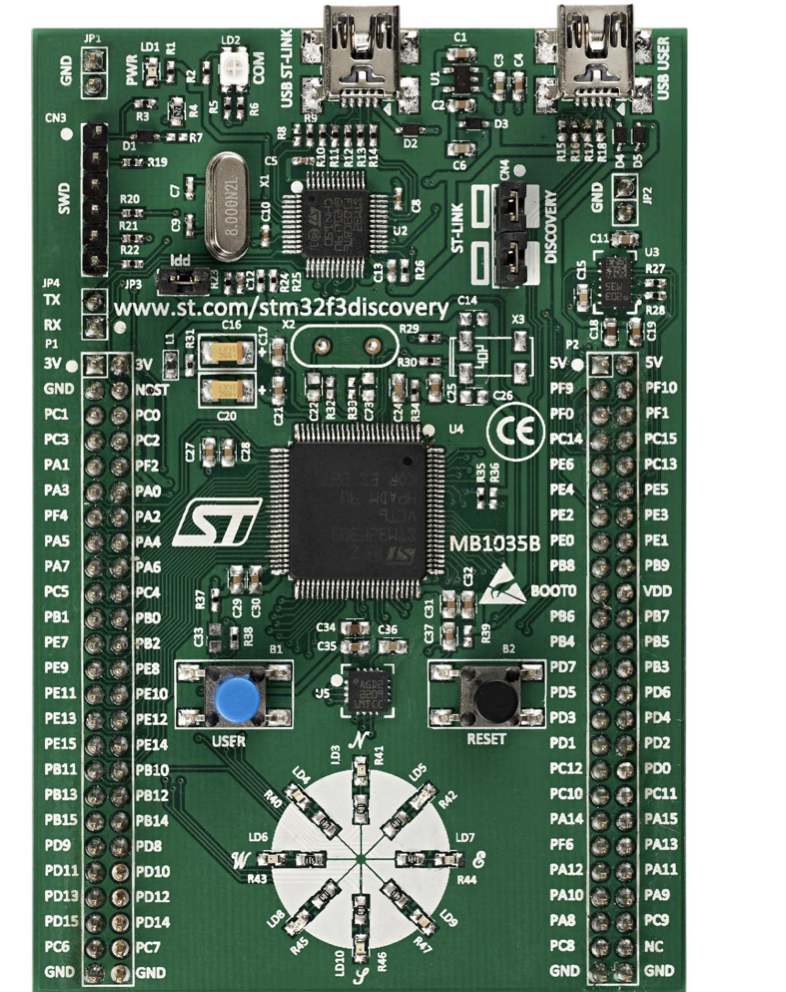 JP1
GND
LD1
PWR
R1
R2
LD2
COM
R5
R6
R3
R4
USB ST-LINK
C1
U1
C2
C3
C4
D3
C6
USB USER
CN3
D1
R7
R19
R8
R9
R10
R11
R12
R13
R14
D2
R15
R16
R17
R18
D4
D5
SWD
C5
X1
8.000N2L
C7
C9
C10
R20
R21
R22
U2
C8
C13
R26
CN4
ST-LINK
DISCOVERY
GND
JP2
C11
U3
C15
R27
R28
C18
C19
Idd
JP3
R23
C12
R24
R25
JP4
TX
RX
www.st.com/stm32f3discovery
C14
P1
L1
R31
C16
C17
X2
R29
R30
X3
P2
C20
C21
C22
R32
R33
C23
C24
R34
C25
C26
U4
CE
3V 3V
GND NRST
PC1 PC0
PC3 PC2
PA1 PF2
PA3 PA0
PF4 PA2
PA5 PA4
PA7 PA6
PC5 PC4
PB1 PB0
PE7 PB2
PE9 PE8
PE11 PE10
PE13 PE12
PE15 PE14
PB11 PB10
PB13 PB12
PB15 PB14
PD9 PD8
PD11 PD10
PD13 PD12
PD15 PD14
PC6 PC7
GND GND
C27
C28
ST
STM32F303
VCT6
R35
R36
MB1035B
R37
C29
C30
C33
R38
C31
C32
C37
R39
C34
C35
C36
B1
USER
U5
B2
RESET
N
LD3
R41
LD4
R40
LD5
R42
LD6
W
R43
LD7
E
R44
LD8
R45
LD9
R47
LD10
R46
S
5V 5V
PF9 PF10
PF0 PF1
PC14 PC15
PE6 PC13
PE4 PE5
PE2 PE3
PE0 PE1
PB8 PB9
BOOT0 VDD
PB6 PB7
PB4 PB5
PD7 PB3
PD5 PD6
PD3 PD4
PD1 PD2
PC12 PD0
PC10 PC11
PA14 PA15
PF6 PA13
PA12 PA11
PA10 PA9
PA8 PC9
PC8 NC
GND GND